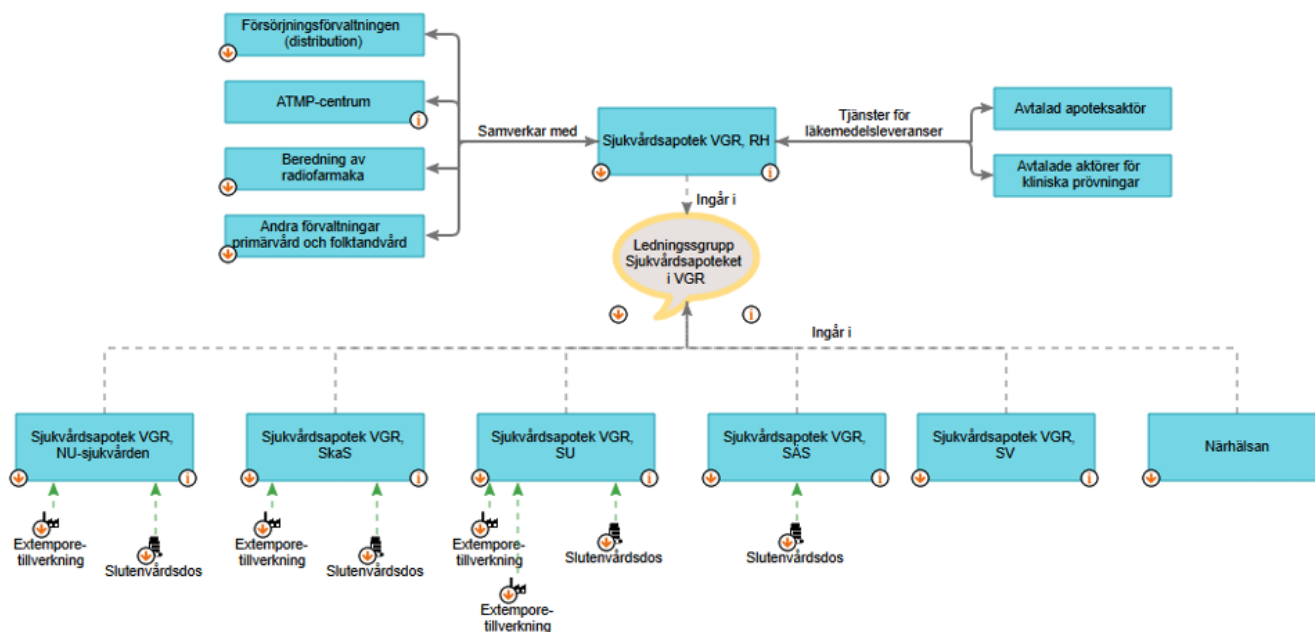 Försörjningsförvaltningen
(distribution)
ATMP-centrum
Beredning av
radiofarmaka
Andra förvaltningar
primärvård och folktandvård
Samverkar med
Sjukvårdsapotek VGR, RH
Tjänster för
läkemedelsleveranser
Avtalad apoteksaktör
Avtalade aktörer för
kliniska prövningar
Ingår i
Ledningssgrupp
Sjukvårdsapoteket
i VGR
Ingår i
Sjukvårdsapotek VGR,
NU-sjukvården
Sjukvårdsapotek VGR,
SkaS
Sjukvårdsapotek VGR,
SU
Sjukvårdsapotek VGR,
SÄS
Sjukvårdsapotek VGR,
SV
Närhälsan
Extempore-
tillverkning
Slutenvårdsdos
Extempore-
tillverkning
Slutenvårdsdos
Extempore-
tillverkning
Extempore-
tillverkning
Slutenvårdsdos
Slutenvårdsdos